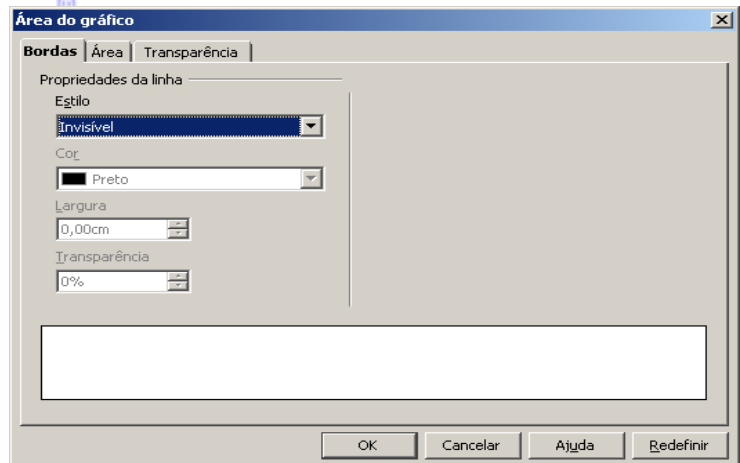 Área do gráfico
Bordas Área Transparência
Propriedades da linha
Estilo
Invisível
Cor
Preto
Largura
0,00cm
Transparência
0%
OK Cancelar Ajuda Redefinir